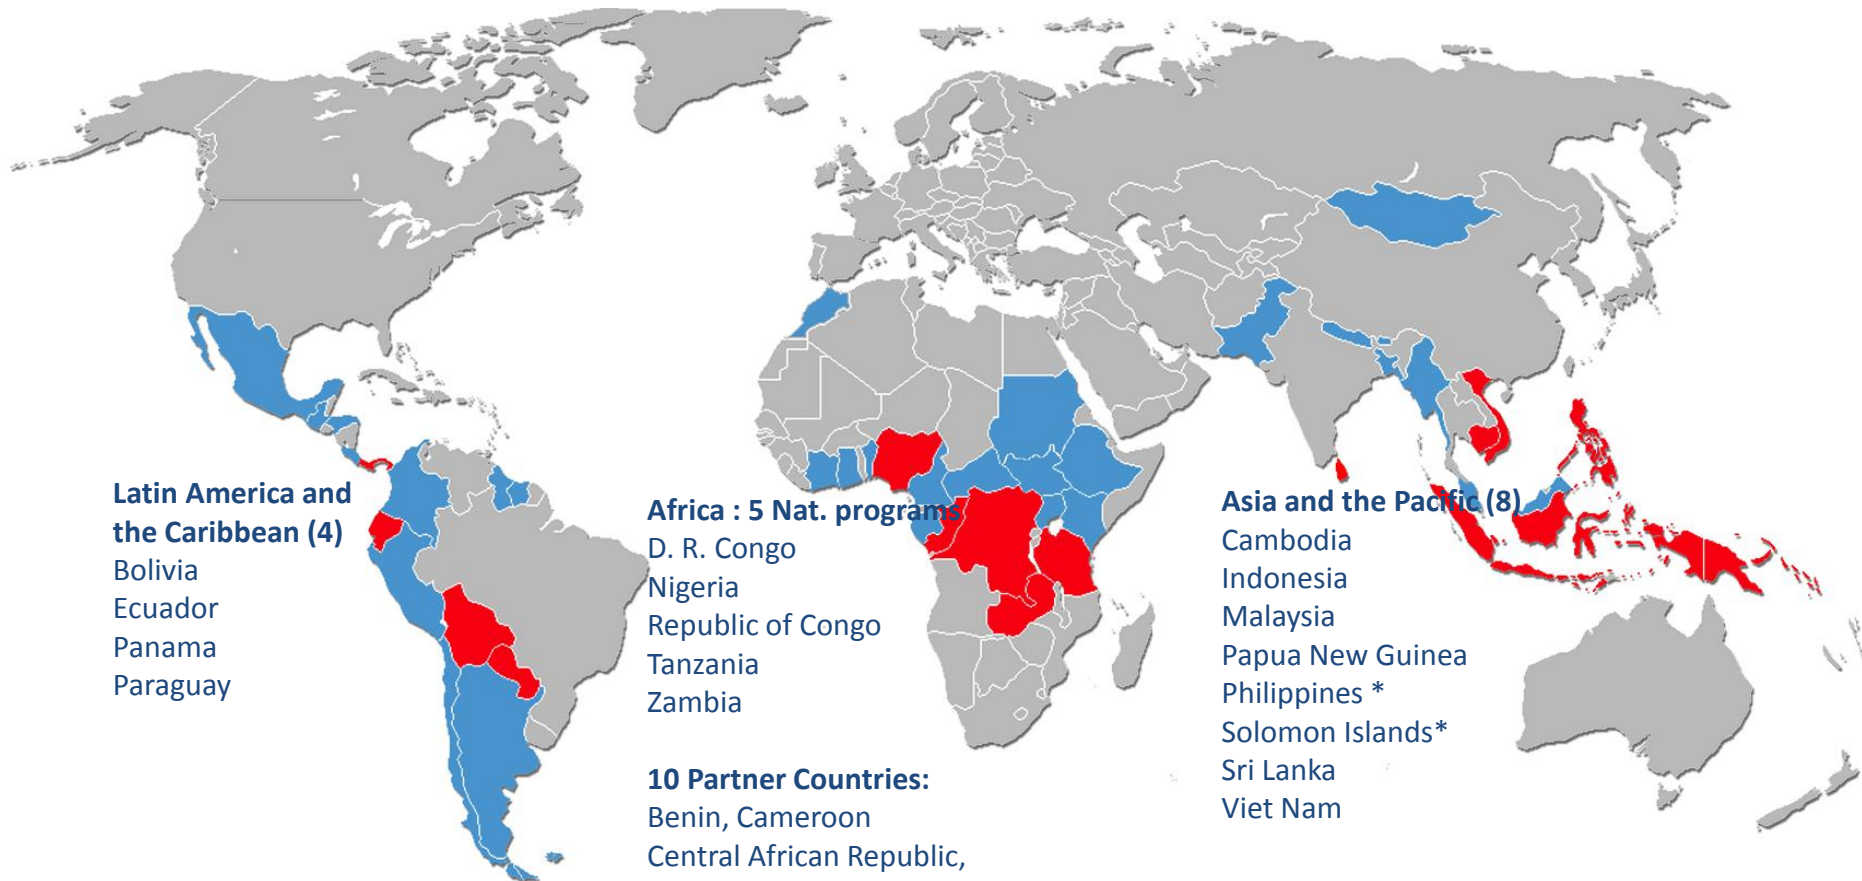 Latin America and
the Caribbean (4)
Bolivia
Ecuador
Panama
Paraguay
Africa : 5 Nat. programs
D. R. Congo
Nigeria
Republic of Congo
Tanzania
Zambia
10 Partner Countries:
Benin, Cameroon
Central African Republic,
Asia and the Pacific (8)
Cambodia
Indonesia
Malaysia
Papua New Guinea
Philippines *
Solomon Islands*
Sri Lanka
Viet Nam